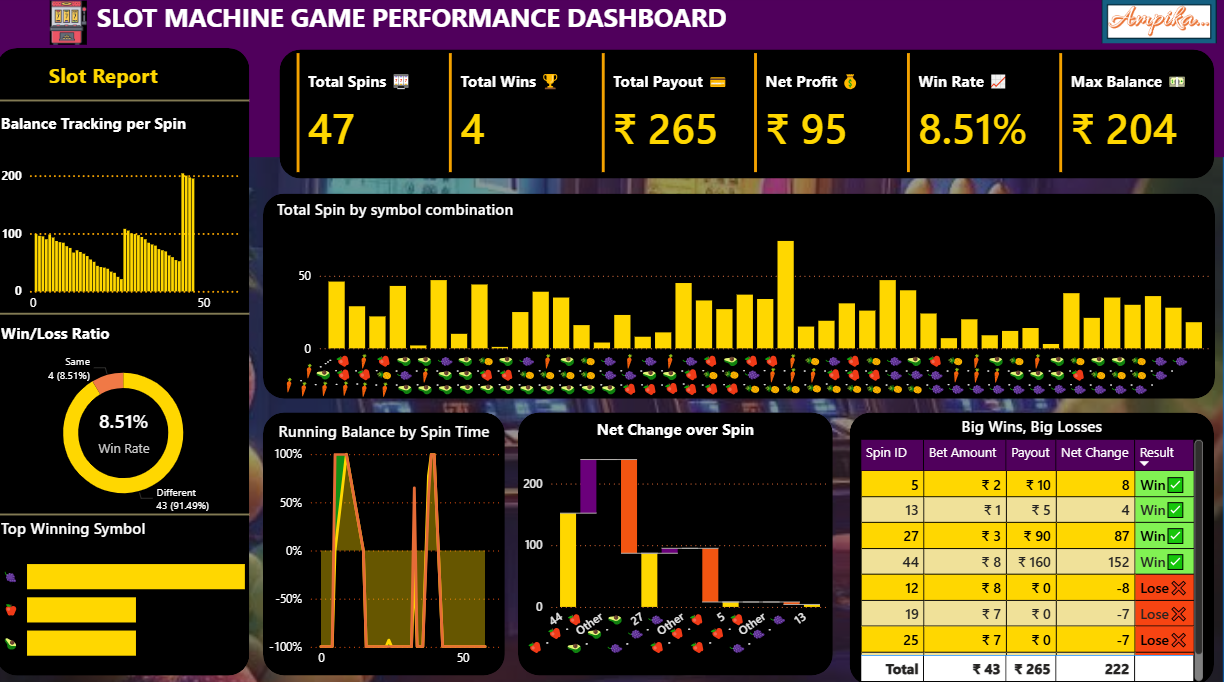 SLOT MACHINE GAME PERFORMANCE DASHBOARD
Ampika...
Slot Report
Total Spins
47
Total Wins
4
Total Payout
₹ 265
Net Profit
₹ 95
Win Rate
8.51%
Max Balance
₹ 204
Balance Tracking per Spin
200
100
0
0 50
Win/Loss Ratio
Same
4 (8.51%)
8.51%
Win Rate
Different
43 (91.49%)
Top Winning Symbol
Total Spin by symbol combination
50
0
Running Balance by Spin Time
100%
50%
0%
-50%
-100%
0 50
Net Change over Spin
200
100
0
44 Other 27 Other 5 Other 13
Big Wins, Big Losses
Spin ID Bet Amount Payout Net Change Result
5 ₹ 2 ₹ 10 8 Win✅
13 ₹ 1 ₹ 5 4 Win✅
27 ₹ 3 ₹ 90 87 Win✅
44 ₹ 8 ₹ 160 152 Win✅
12 ₹ 8 ₹ 0 -8 Lose❌
19 ₹ 7 ₹ 0 -7 Lose❌
25 ₹ 7 ₹ 0 -7 Lose❌
Total ₹ 43 ₹ 265 222